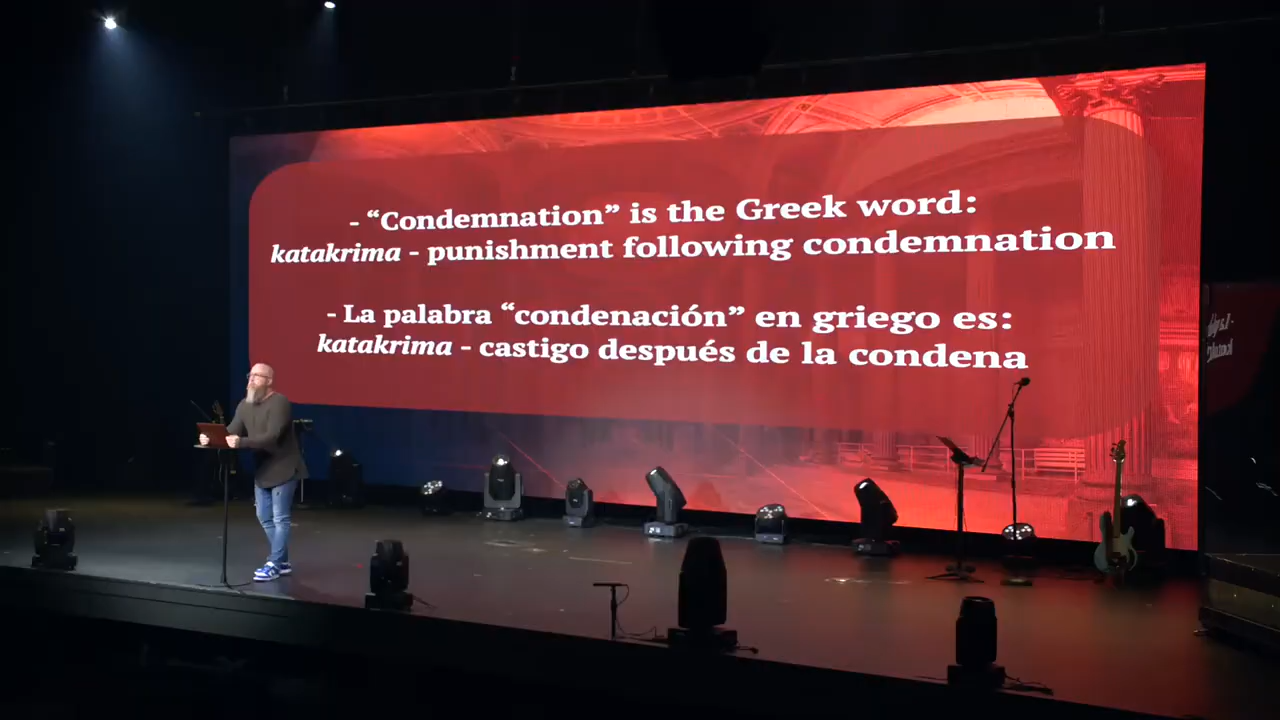 - “Condemnation” is the Greek word:
katakrima - punishment following condemnation
- La palabra “condenación” en griego es:
katakrima - castigo después de la condena